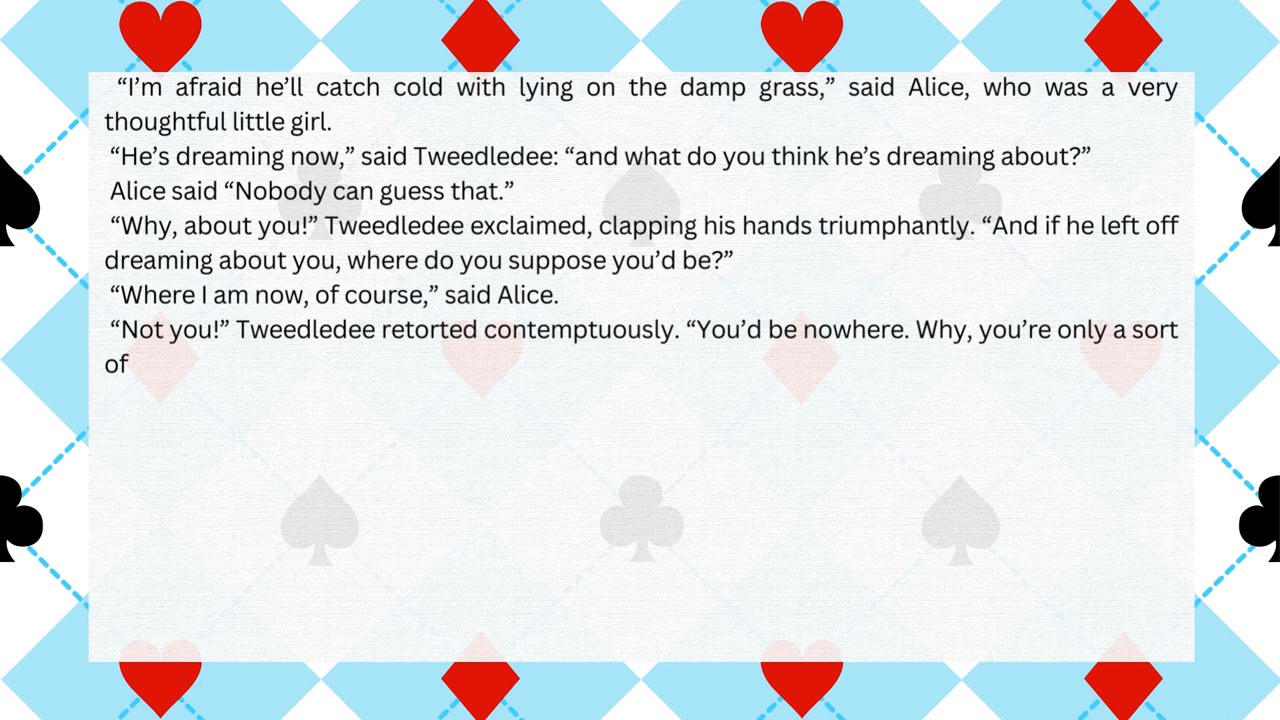 “I’m afraid he’ll catch cold with lying on the damp grass,” said Alice, who was a very
thoughtful little girl.
“He’s dreaming now,” said Tweedledee: “and what do you think he’s dreaming about?”
Alice said “Nobody can guess that.”
“Why, about you!” Tweedledee exclaimed, clapping his hands triumphantly. “And if he left off
dreaming about you, where do you suppose you’d be?”
“Where I am now, of course,” said Alice.
“Not you!” Tweedledee retorted contemptuously. “You’d be nowhere. Why, you’re only a sort
of